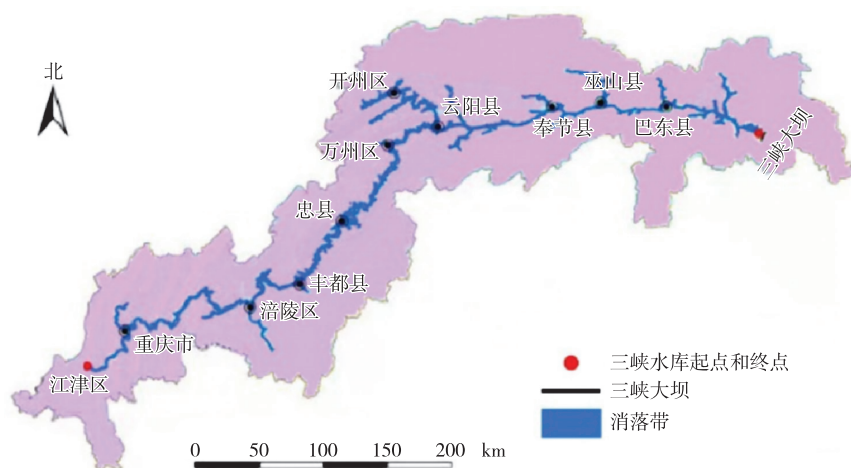 北
开州区
云阳县
巫山县
奉节县
巴东县
三峡大坝
万州区
忠县
丰都县
涪陵区
重庆市
江津区
三峡水库起点和终点
三峡大坝
消落带
0 50 100 150 200 km